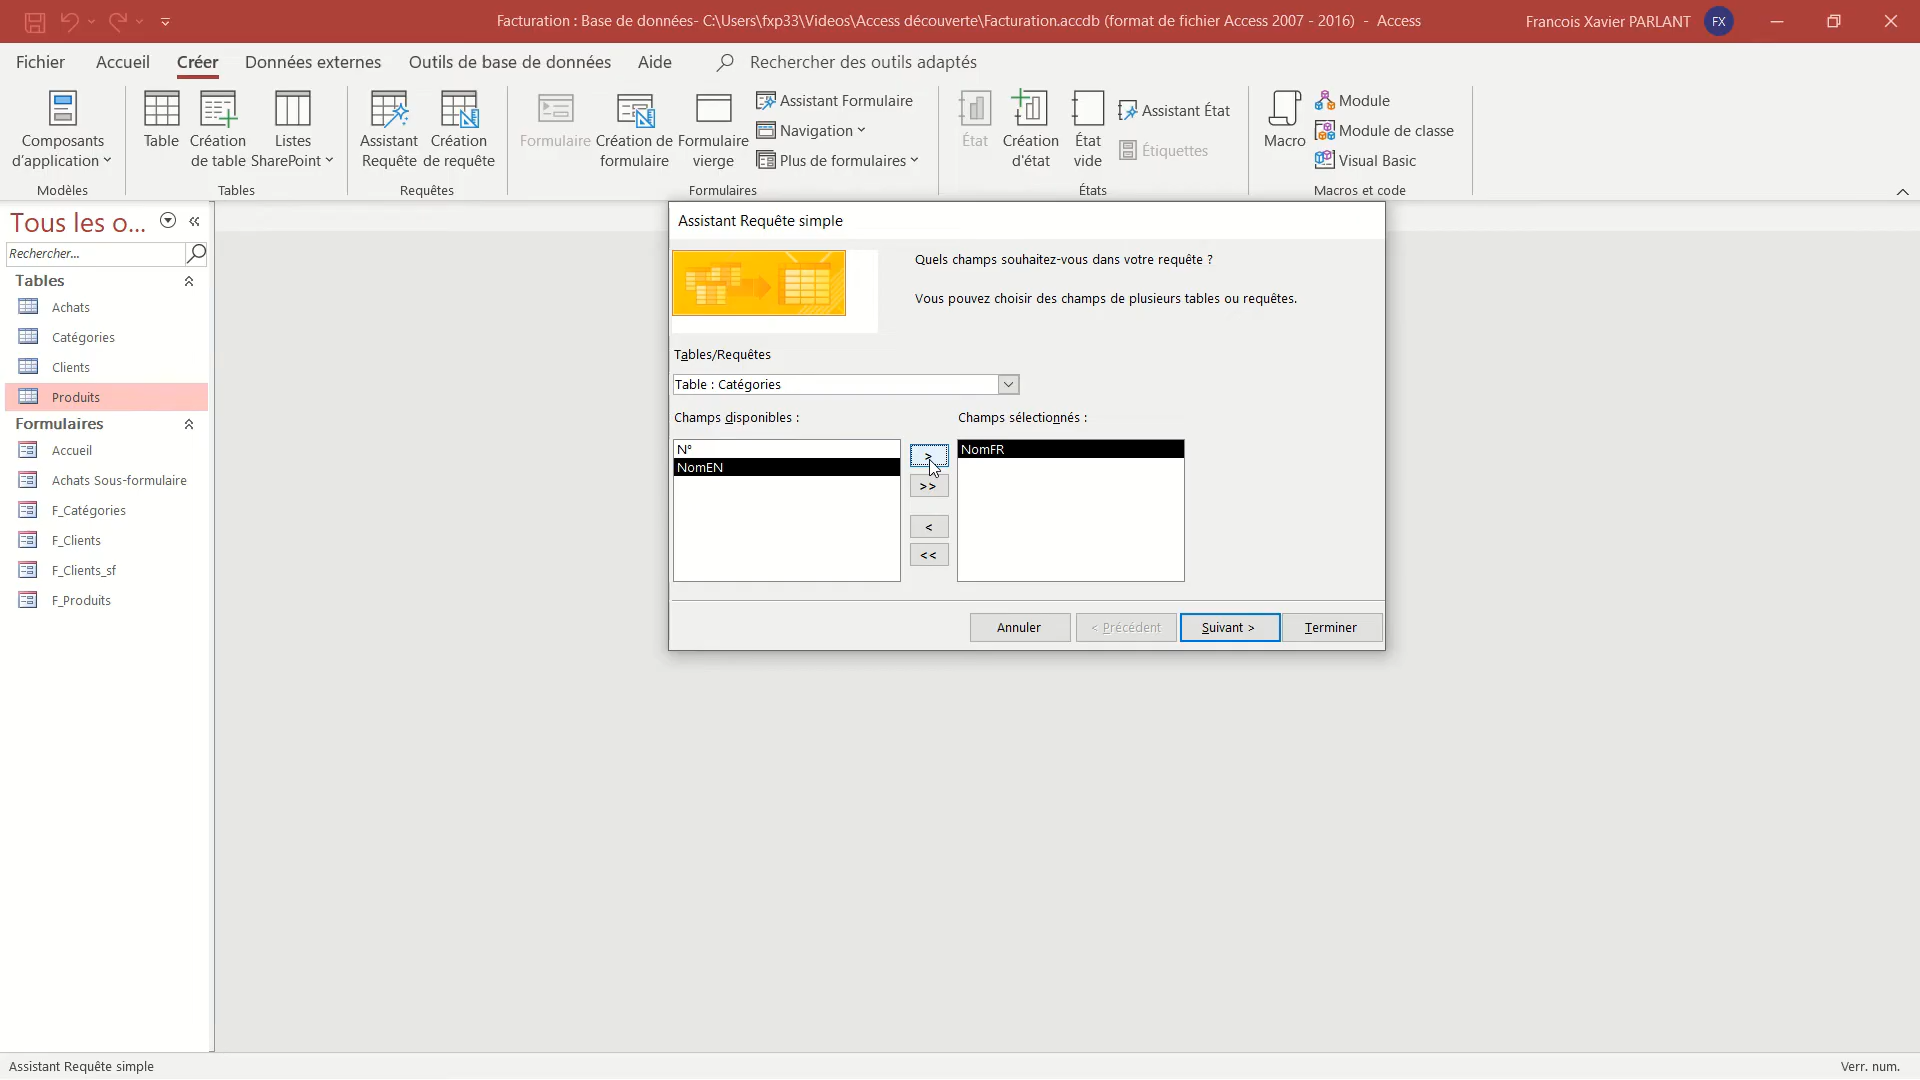 Facturation : Base de données- C:\Users\fxp33\Videos\Access découverte\Facturation.accdb (format de fichier Access 2007 - 2016)  -  Access
Francois Xavier PARLANT
FX
Fichier
Accueil
Créer
Données externes
Outils de base de données
Aide
Rechercher des outils adaptés
Composants
d'application
Modèles
Table
Création
de table
Listes
SharePoint
Tables
Assistant
Requête
Création
de requête
Requêtes
Formulaire
Création de
formulaire
Formulaire
vierge
Assistant Formulaire
Navigation
Plus de formulaires
Formulaires
État
Création
d'état
État
vide
Assistant État
Étiquettes
États
Macro
Module
Module de classe
Visual Basic
Macros et code
Tous les o...
Rechercher...
Tables
Achats
Catégories
Clients
Produits
Formulaires
Accueil
Achats Sous-formulaire
F_Catégories
F_Clients
F_Clients_sf
F_Produits
Assistant Requête simple
Quels champs souhaitez-vous dans votre requête ?
Vous pouvez choisir des champs de plusieurs tables ou requêtes.
Tables/Requêtes
Table : Catégories
Champs disponibles :
Champs sélectionnés :
N°
NomEN
>
>>
<
<<
NomFR
Annuler
< Précédent
Suivant >
Terminer
Assistant Requête simple
Verr. num.